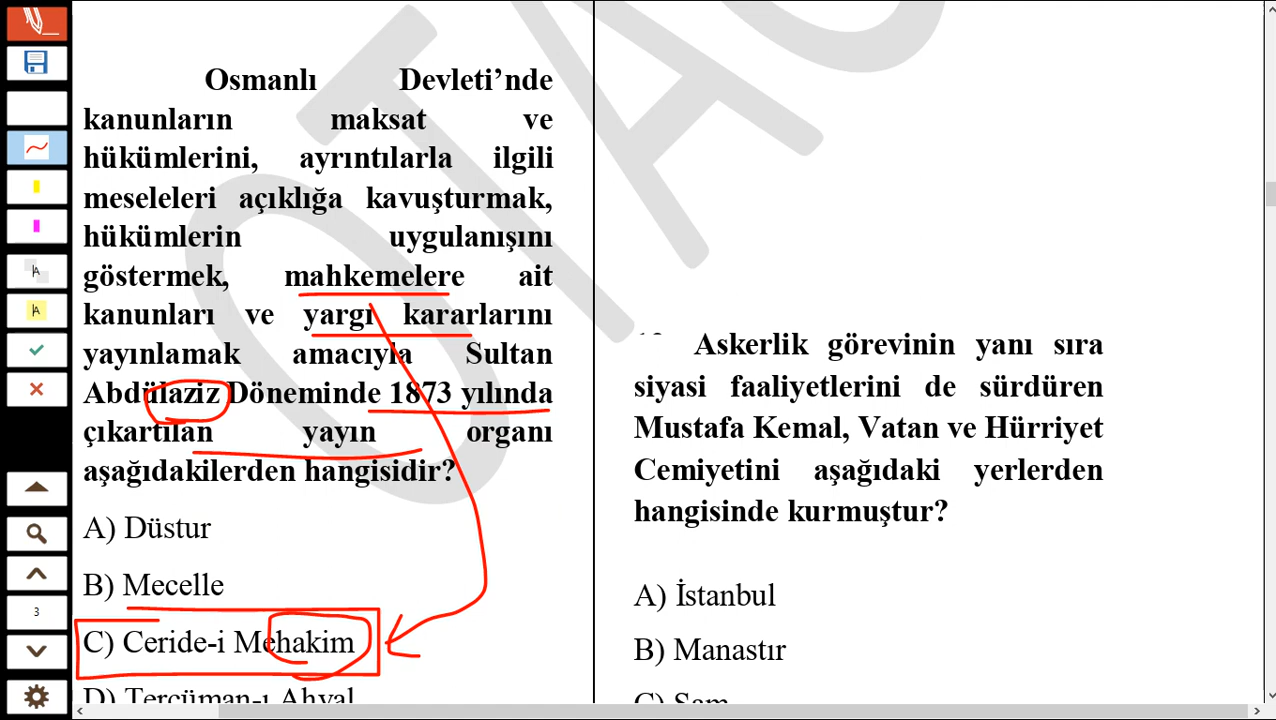 Osmanlı Devleti’nde
kanunların maksat ve
hükümlerini, ayrıntılarla ilgili
meseleleri açıklığa kavuşturmak,
hükümlerin uygulanışını
göstermek, mahkemelere ait
kanunları ve yargı kararlarını
yayınlamak amacıyla Sultan
Abdülaziz Döneminde 1873 yılında
çıkartılan yayın organı
aşağıdakilerden hangisidir?
A) Düstur
B) Mecelle
C) Ceride-i Mehakim
D) Tercüman-ı Ahval
Askerlik görevinin yanı sıra
siyasi faaliyetlerini de sürdüren
Mustafa Kemal, Vatan ve Hürriyet
Cemiyetini aşağıdaki yerlerden
hangisinde kurmuştur?
A) İstanbul
B) Manastır
C) Şam
3